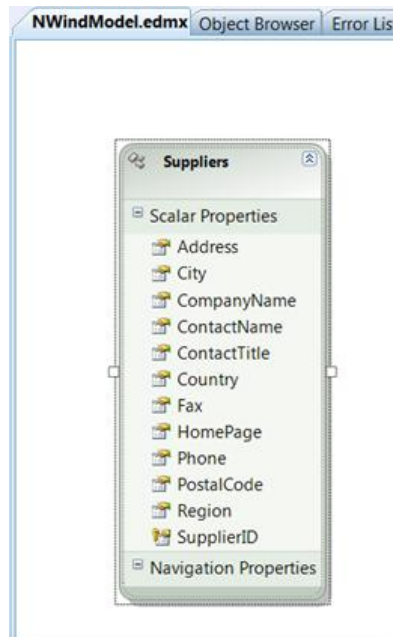 NWindModel.edmx Object Browser Error Lis
Suppliers
Scalar Properties
Address
City
CompanyName
ContactName
ContactTitle
Country
Fax
HomePage
Phone
PostalCode
Region
SupplierID
Navigation Properties